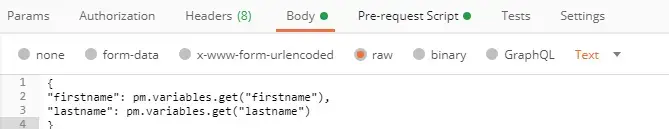 Params Authorization Headers (8) Body Pre-request Script Tests Settings
none form-data x-www-form-urlencoded raw binary GraphQL Text
1 {
2 "firstname": pm.variables.get("firstname"),
3 "lastname": pm.variables.get("lastname")
4 }